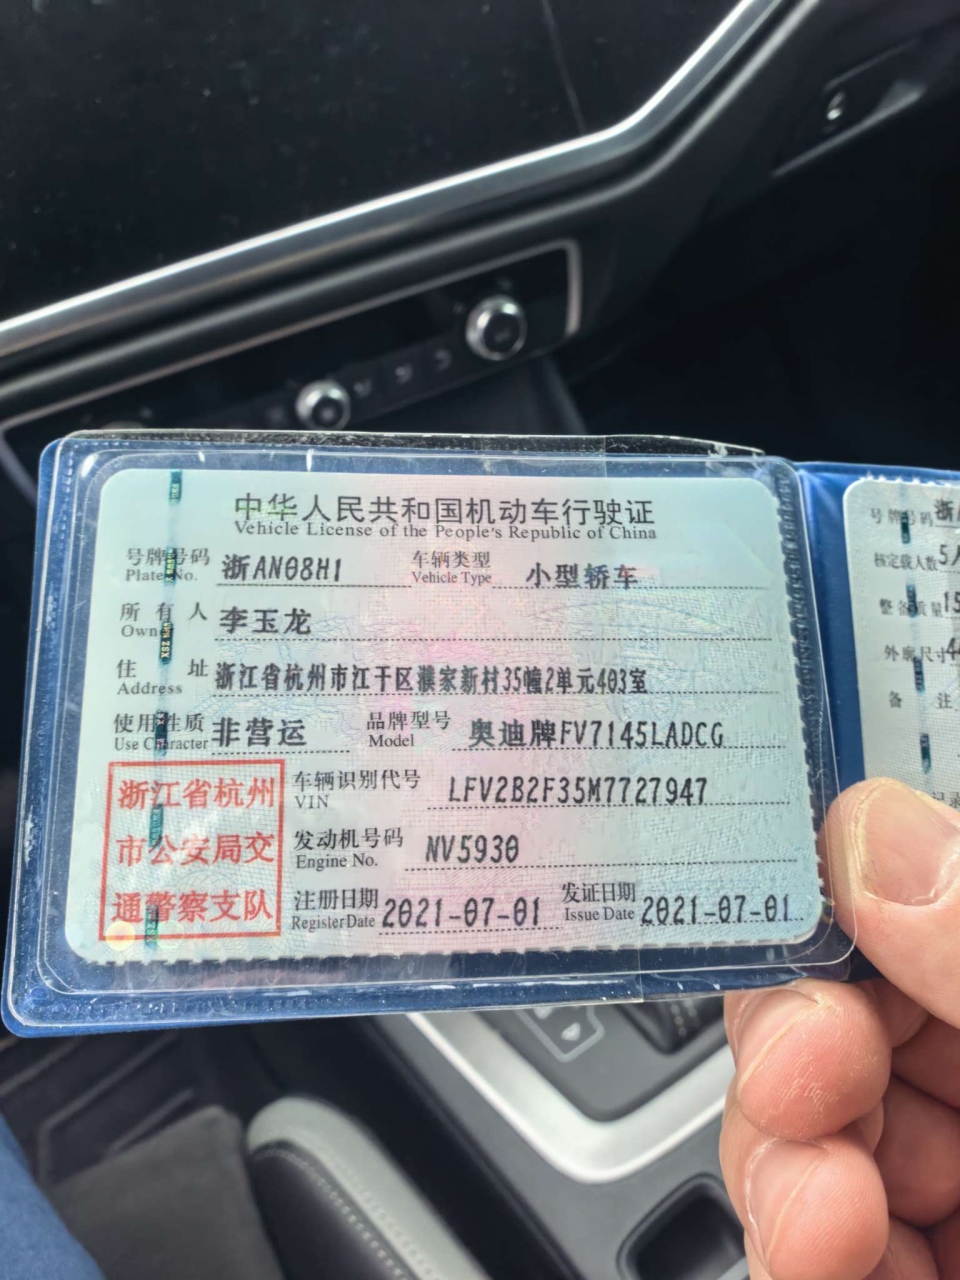 中华人民共和国机动车行驶证
Vehicle License of the People's Republic of China
号牌号码 浙AN08H1 车辆类型 小型轿车
Plate No. Vehicle Type
所有人 李玉龙
Owner
住址 浙江省杭州市江干区濮家新村35幢2单元403室
Address
使用性质 非营运 品牌型号 奥迪牌FV7145LADCG
Use Character Model
浙江省杭州
市公安局交
通警察支队
车辆识别代号 LFV2B2F35M7727947
VIN
发动机号码 NV5930
Engine No.
注册日期 2021-07-01 发证日期 2021-07-01
Register Date Issue Date
号牌号码 浙
核定载人数 5人
整备质量 15
外廓尺寸 44
备注